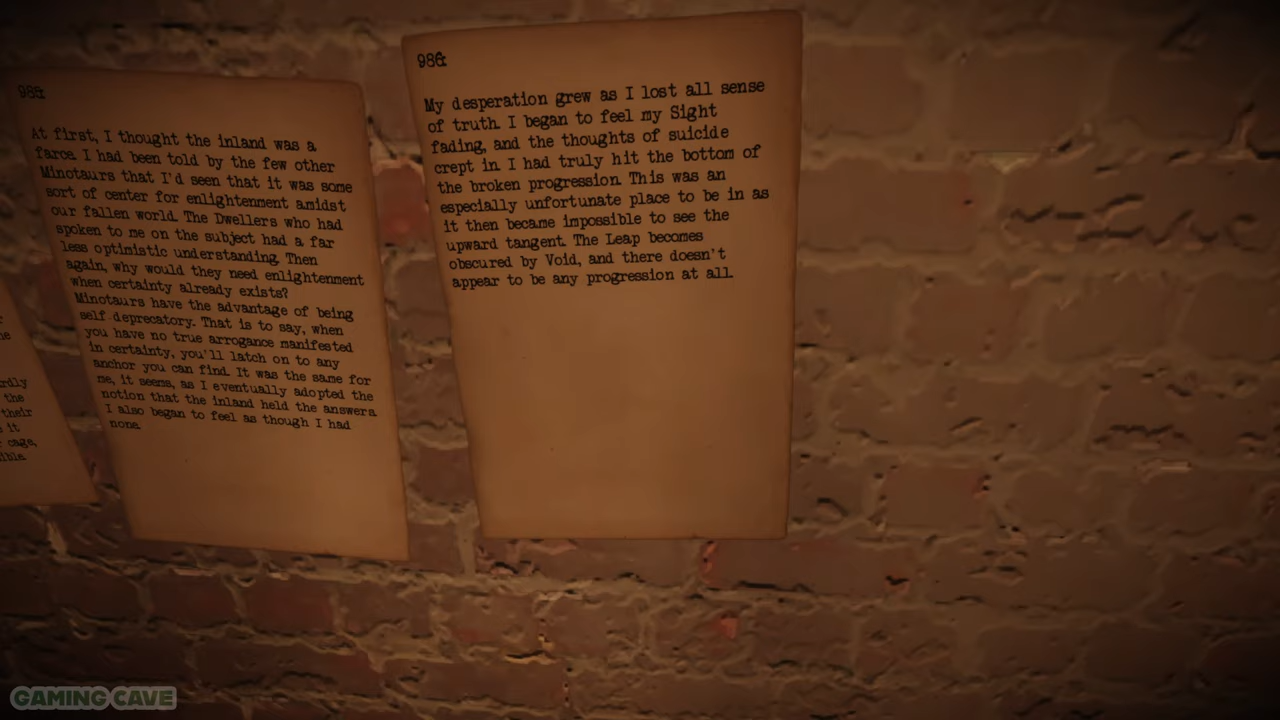 rdly
the
their
it
cage,
986:
At first, I thought the inland was a
farce. I had been told by the few other
Minotaurs that I'd seen that it was some
sort of center for enlightenment amidst
our fallen world. The Dwellers who had
spoken to me on the subject had a far
less optimistic understanding. Then
again, why would they need enlightenment
when certainty already exists?
Minotaurs have the advantage of being
self deprecatory. That is to say, when
you have no true arrogance manifested
in certainty, you'll latch on to any
anchor you can find. It was the same for
me, it seems, as I eventually adopted the
notion that the inland held the answers.
I also began to feel as though I had
none.
986:
My desperation grew as I lost all sense
of truth. I began to feel my Sight
fading, and the thoughts of suicide
crept in. I had truly hit the bottom of
the broken progression. This was an
especially unfortunate place to be in as
it then became impossible to see the
upward tangent. The Leap becomes
obscured by Void, and there doesn't
appear to be any progression at all.
GAMING CAVE